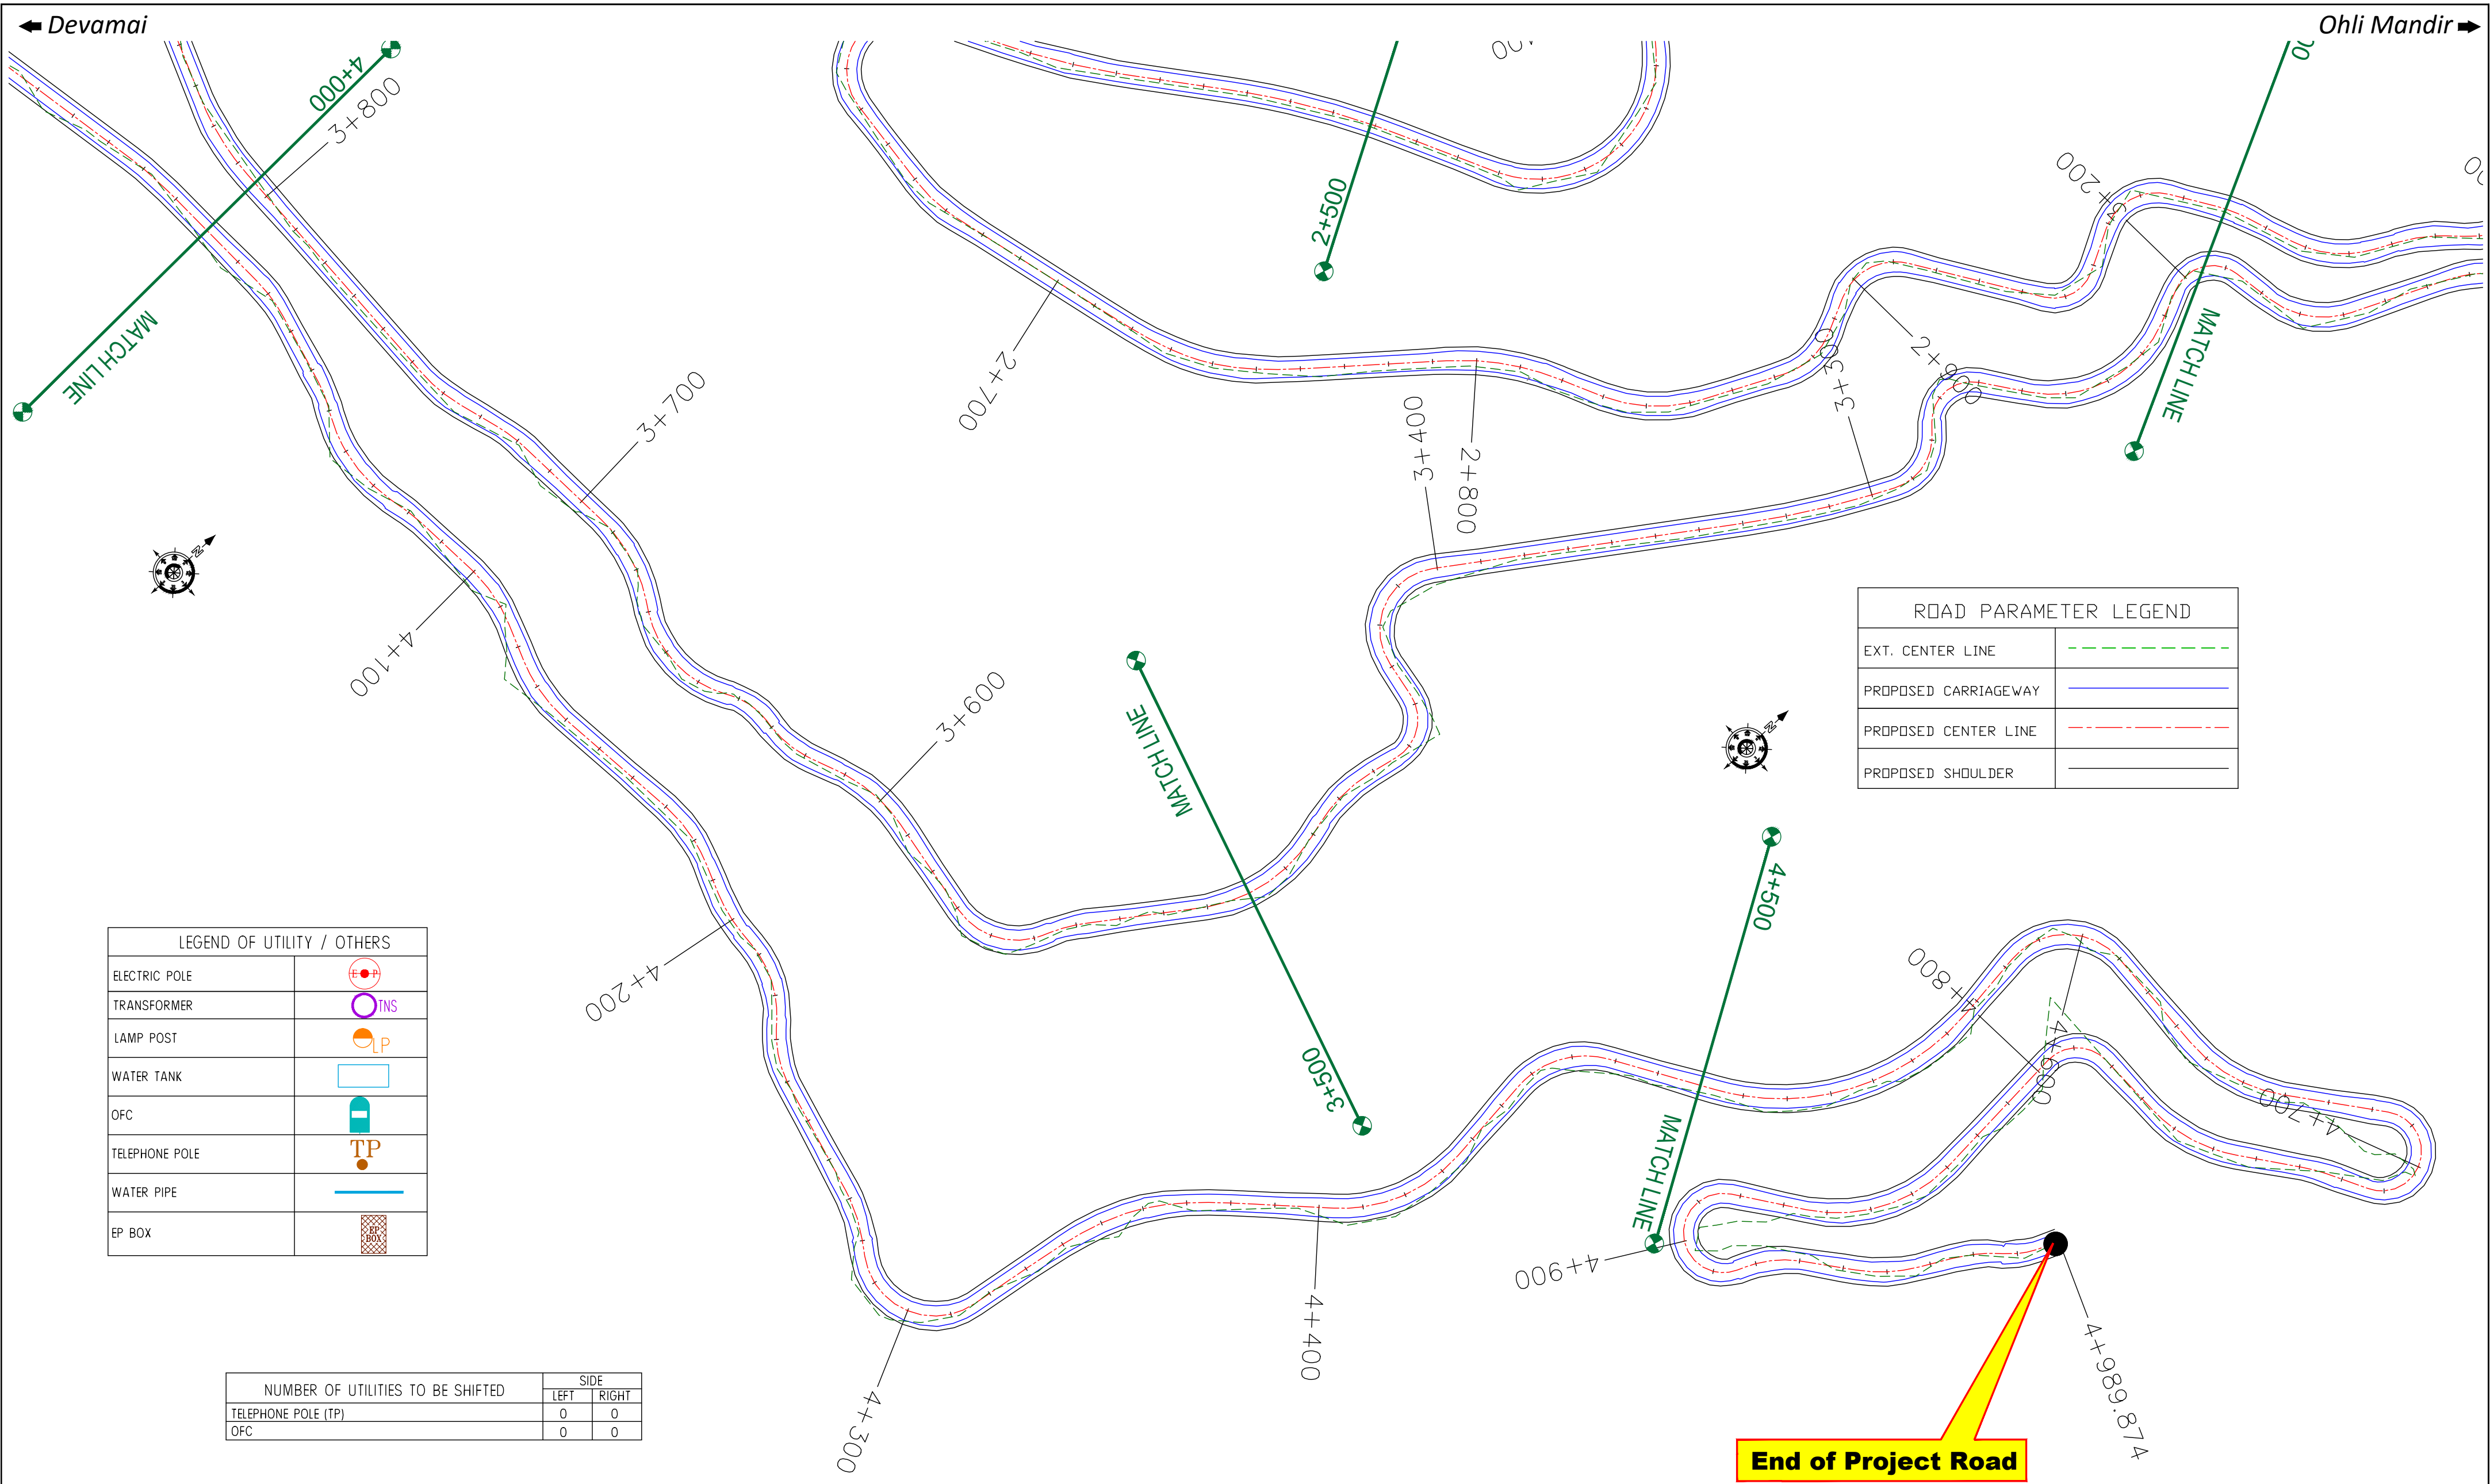 Devamai
Ohli Mandir
4+000
3+800
MATCH LINE
2+500
3+200
MATCH LINE
3+700
2+700
3+400
2+800
3+300
2+900
N
4+100
3+600
MATCH LINE
3+500
N
ROAD PARAMETER LEGEND
EXT. CENTER LINE
PROPOSED CARRIAGEWAY
PROPOSED CENTER LINE
PROPOSED SHOULDER
4+500
MATCH LINE
4+200
4+800
4+600
4+700
4+900
4+400
4+300
4+989.874
End of Project Road
LEGEND OF UTILITY / OTHERS
ELECTRIC POLE E P
TRANSFORMER TNS
LAMP POST LP
WATER TANK
OFC
TELEPHONE POLE TP
WATER PIPE
EP BOX EP BOX
NUMBER OF UTILITIES TO BE SHIFTED SIDE
LEFT RIGHT
TELEPHONE POLE (TP) 0 0
OFC 0 0